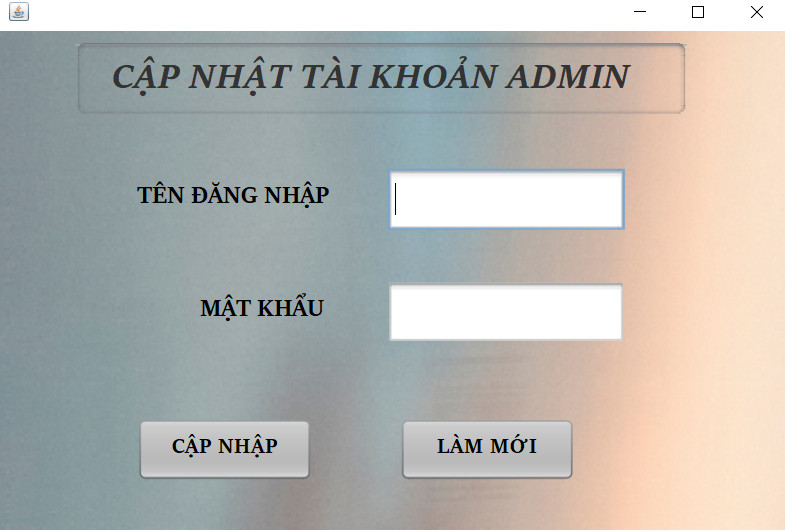 CẬP NHẬT TÀI KHOẢN ADMIN
TÊN ĐĂNG NHẬP
MẬT KHẨU
CẬP NHẬP
LÀM MỚI